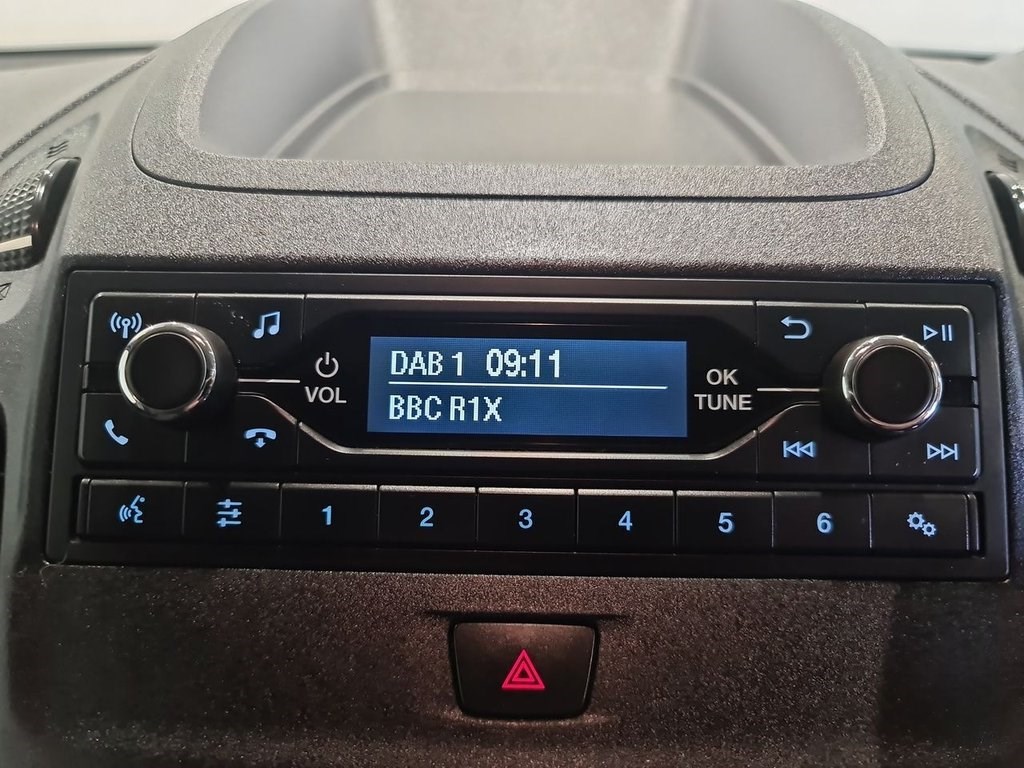 DAB 1 09:11
BBC R1X
VOL
OK
TUNE
1 2 3 4 5 6